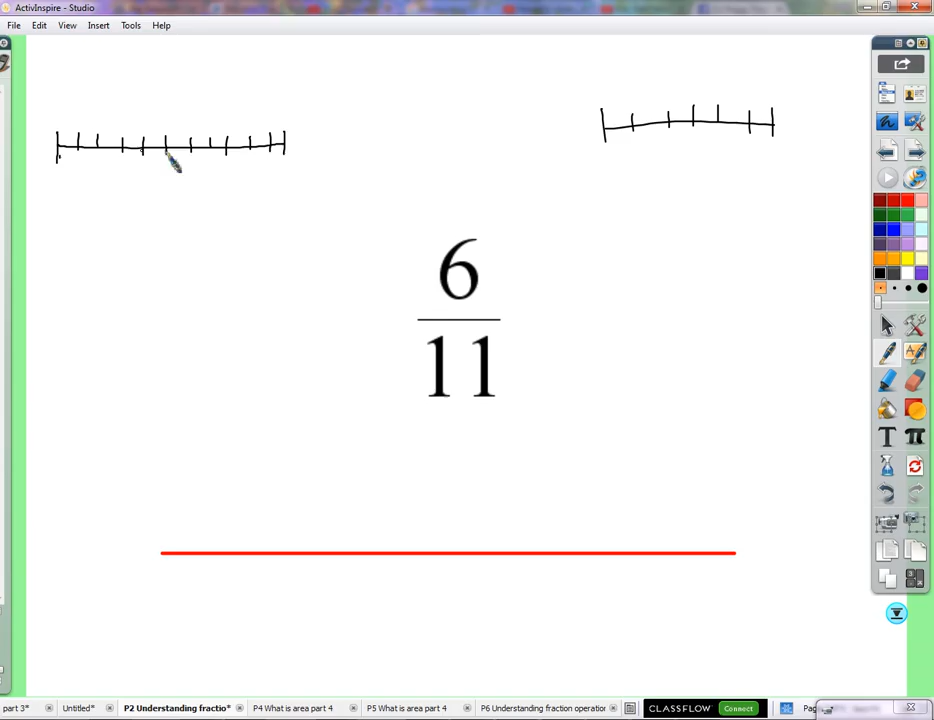 ActivInspire - Studio
File Edit View Insert Tools Help
6
11
part 3* Untitled* P2 Understanding fractio* P4 What is area part 4 P5 What is area part 4 P6 Understanding fraction operation CLASSFLOW Connect